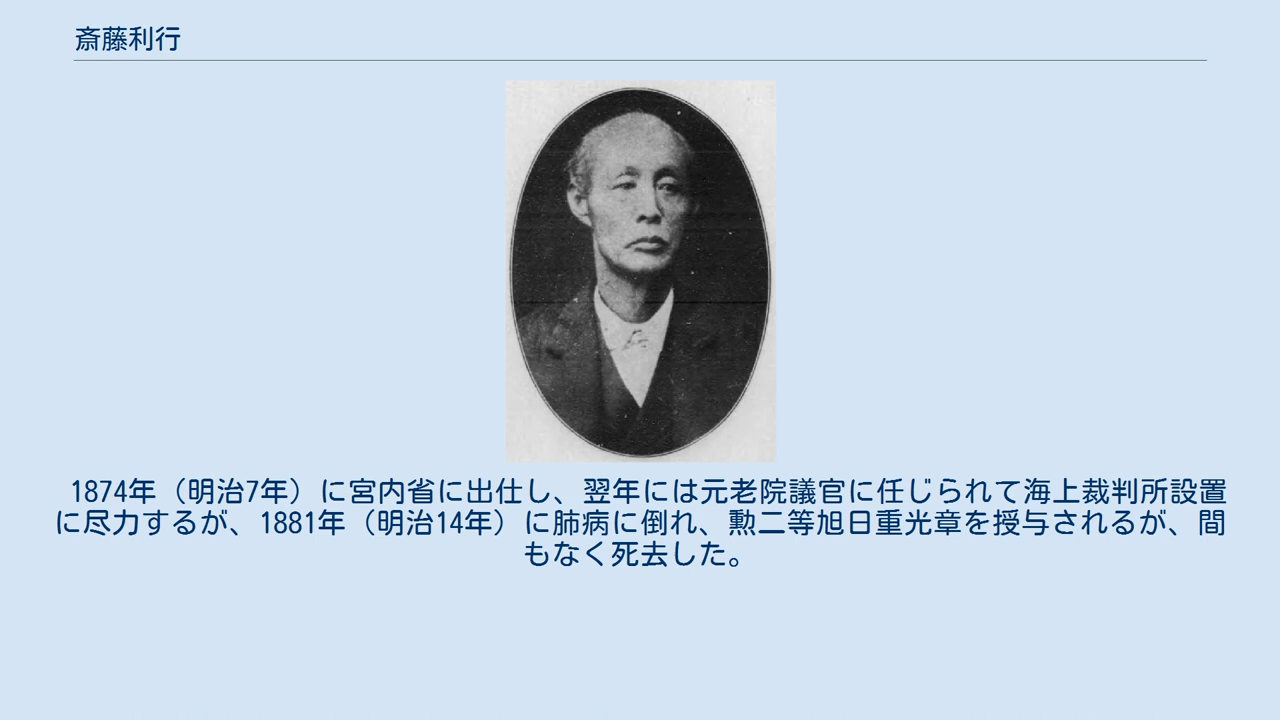 斎藤利行
1874年（明治7年）に宮内省に出仕し、翌年には元老院議官に任じられて海上裁判所設置
に尽力するが、1881年（明治14年）に肺病に倒れ、勲二等旭日重光章を授与されるが、間
もなく死去した。